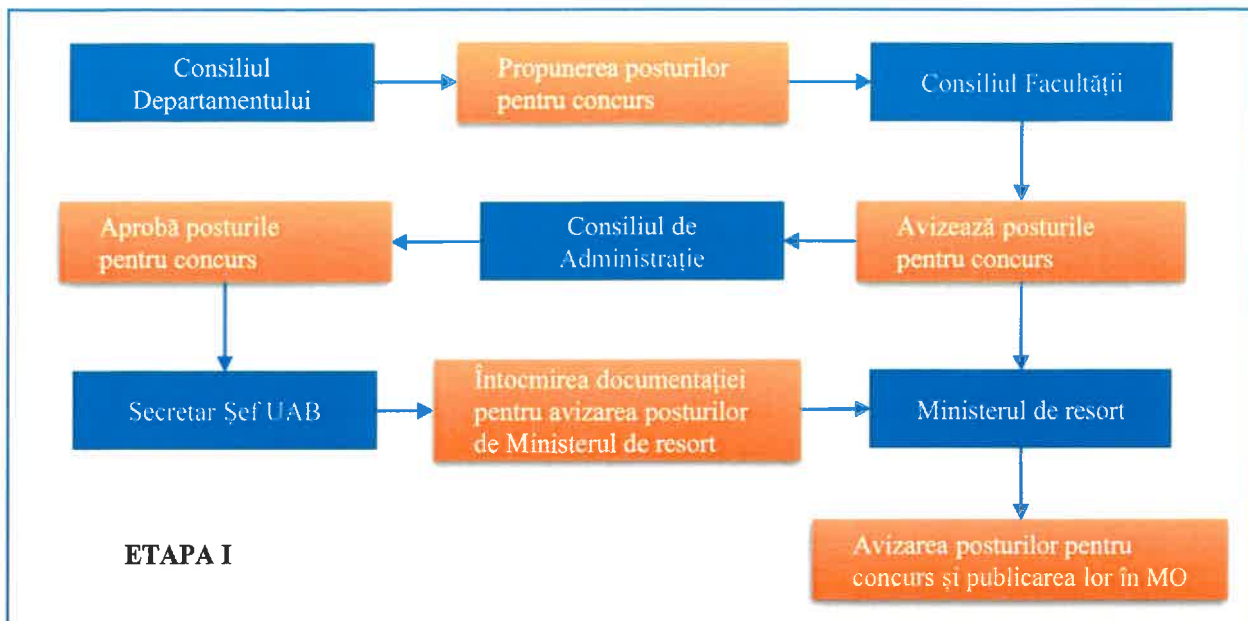 Consiliul
Departamentului
Propunerea posturilor
pentru concurs
Consiliul Facultății
Aprobă posturile
pentru concurs
Consiliul de
Administrație
Avizează posturile
pentru concurs
Secretar Șef UAB
Întocmirea documentației
pentru avizarea posturilor
de Ministerul de resort
Ministerul de resort
ETAPA I
Avizarea posturilor pentru
concurs și publicarea lor în MO